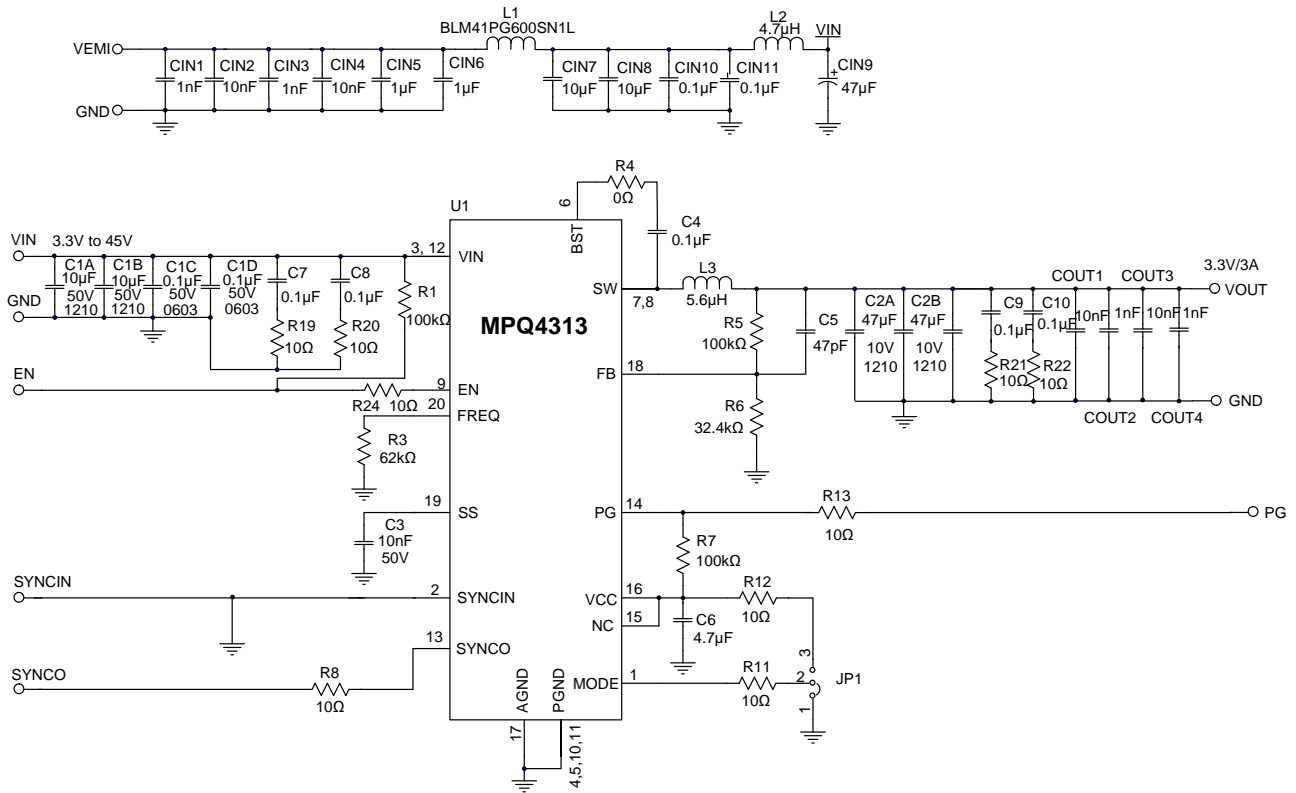 L1
BLM41PG600SN1L
L2
4.7µH
VIN
VEMI
CIN1
1nF
CIN2
10nF
CIN3
1nF
CIN4
10nF
CIN5
1µF
CIN6
1µF
CIN7
10µF
CIN8
10µF
CIN10
0.1µF
CIN11
0.1µF
+
CIN9
47µF
GND
R4
0Ω
6
U1
BST
C4
0.1µF
VIN
3.3V to 45V
3, 12
VIN
C1A
10µF
50V
1210
C1B
10µF
50V
1210
C1C
0.1µF
50V
0603
C1D
0.1µF
50V
0603
C7
0.1µF
C8
0.1µF
R1
100kΩ
GND
R19
10Ω
R20
10Ω
MPQ4313
SW
7,8
L3
5.6µH
R5
100kΩ
C5
47pF
C2A
47µF
10V
1210
C2B
47µF
10V
1210
C9
0.1µF
C10
0.1µF
R21
10Ω
R22
10Ω
COUT1
COUT3
10nF
1nF
10nF
1nF
COUT2
COUT4
3.3V/3A
VOUT
GND
FB
18
R6
32.4kΩ
EN
R24
10Ω
9
EN
20
FREQ
R3
62kΩ
19
SS
C3
10nF
50V
PG
14
R13
10Ω
PG
R7
100kΩ
SYNCIN
2
SYNCIN
VCC
16
R12
10Ω
NC
15
C6
4.7µF
13
SYNCO
SYNCO
R8
10Ω
MODE
1
R11
10Ω
3
2
1
JP1
AGND
PGND
17
4,5,10,11